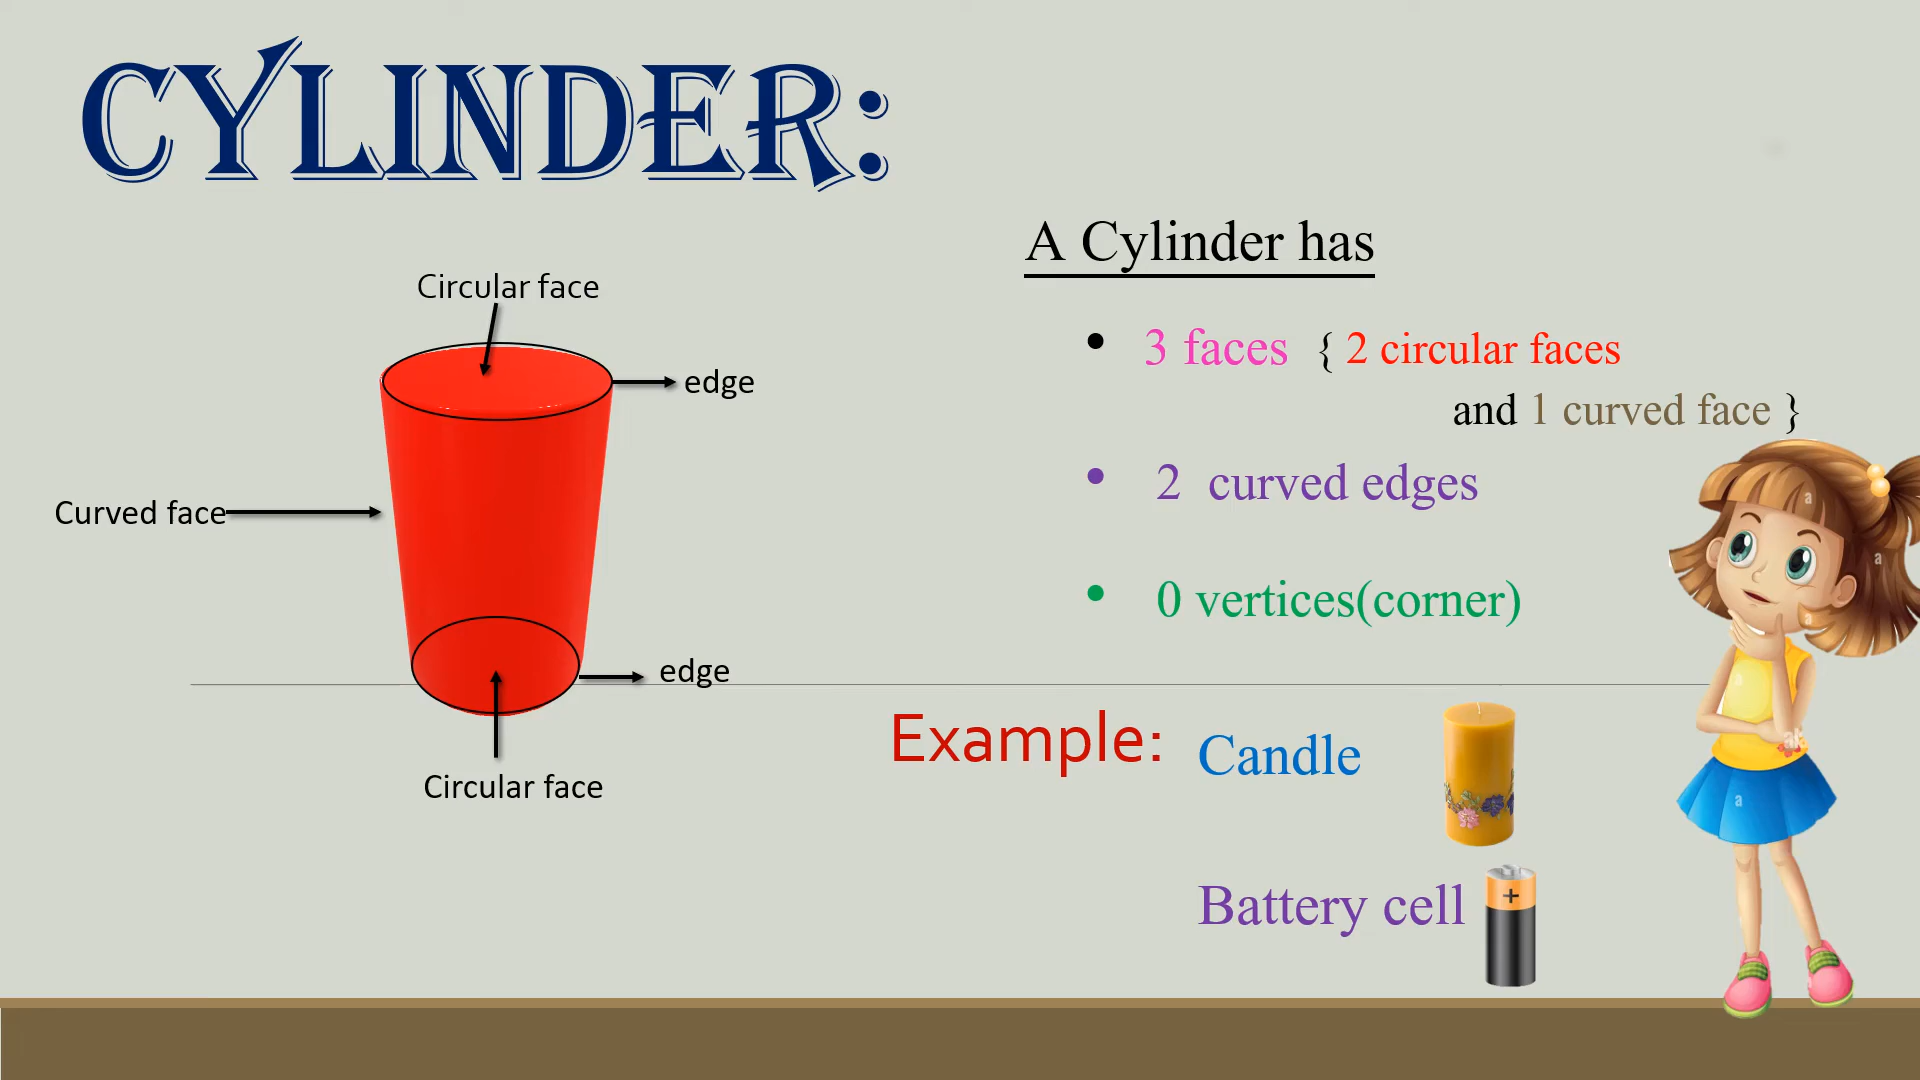 CYLINDER:
A Cylinder has
Circular face
• 3 faces { 2 circular faces
edge
and 1 curved face }
• 2 curved edges
Curved face
• 0 vertices(corner)
edge
Example: Candle
Circular face
Battery cell
+
a
a
a
a
a
a